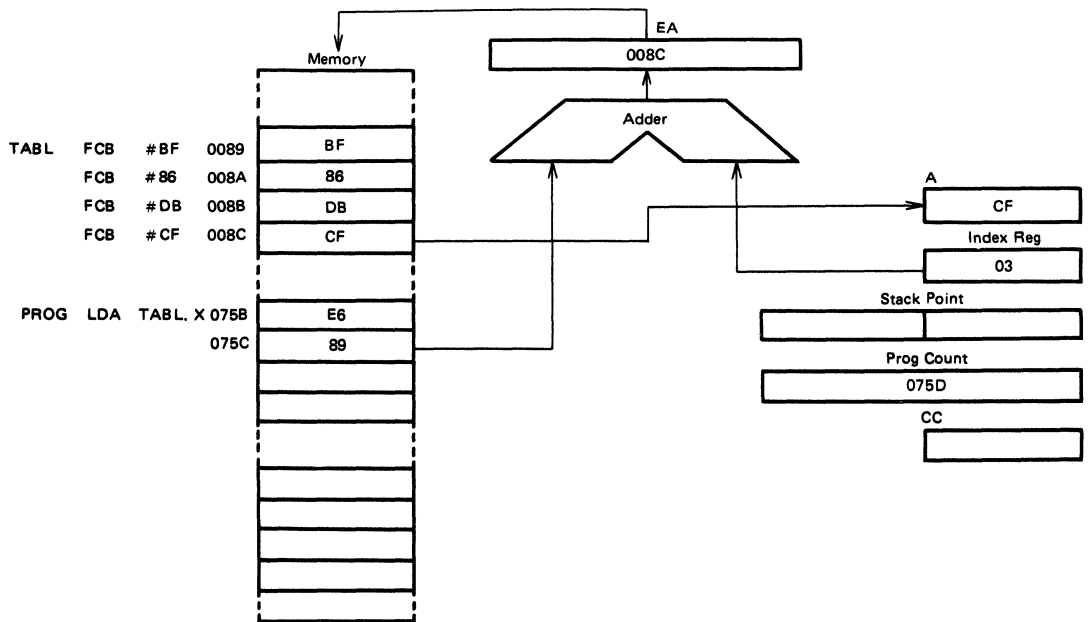 EA
008C
Memory
Adder
TABL FCB #BF 0089 BF
FCB #86 008A 86
FCB #DB 008B DB
FCB #CF 008C CF
A
CF
Index Reg
03
PROG LDA TABL. X 075B E6
075C 89
Stack Point
Prog Count
075D
CC